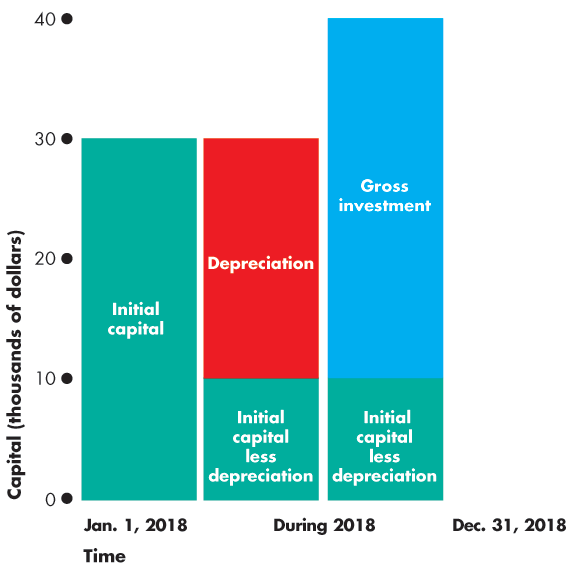 40
30
20
10
0
Capital (thousands of dollars)
Initial
capital
Depreciation
Initial
capital
less
depreciation
Gross
investment
Initial
capital
less
depreciation
Jan. 1, 2018
During 2018
Dec. 31, 2018
Time